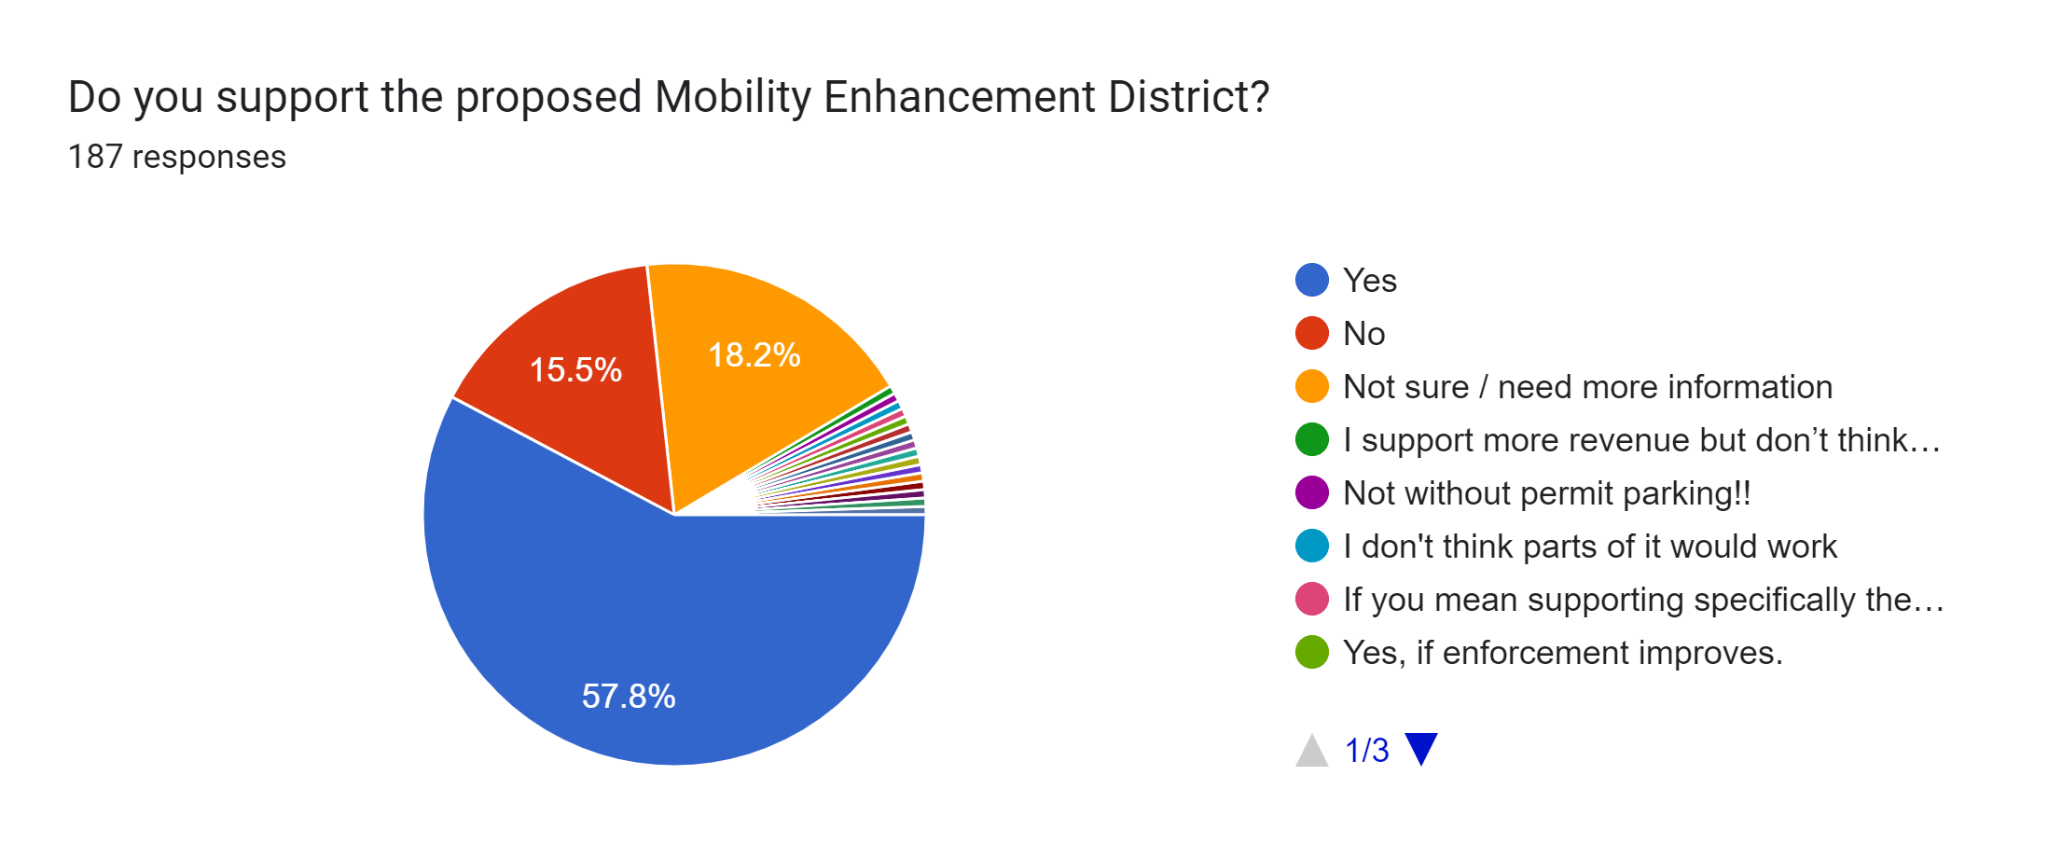 Do you support the proposed Mobility Enhancement District?
187 responses
15.5%
18.2%
57.8%
Yes
No
Not sure / need more information
I support more revenue but don’t think…
Not without permit parking!!
I don't think parts of it would work
If you mean supporting specifically the…
Yes, if enforcement improves.
1/3